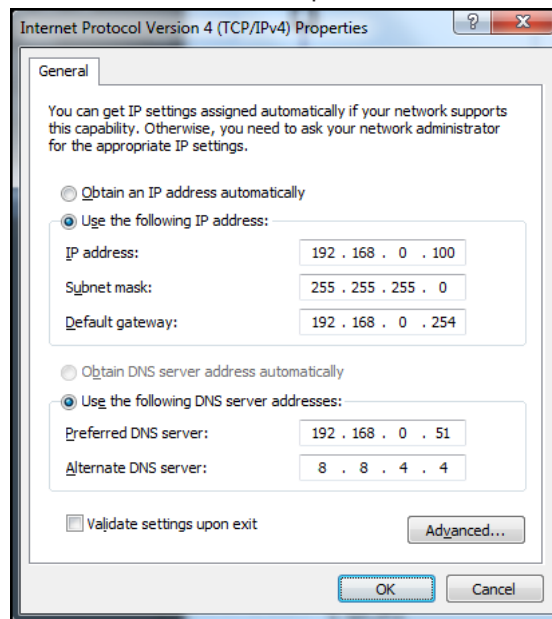 Internet Protocol Version 4 (TCP/IPv4) Properties
General
You can get IP settings assigned automatically if your network supports
this capability. Otherwise, you need to ask your network administrator
for the appropriate IP settings.
Obtain an IP address automatically
Use the following IP address:
IP address: 192 . 168 . 0 . 100
Subnet mask: 255 . 255 . 255 . 0
Default gateway: 192 . 168 . 0 . 254
Obtain DNS server address automatically
Use the following DNS server addresses:
Preferred DNS server: 192 . 168 . 0 . 51
Alternate DNS server: 8 . 8 . 4 . 4
Validate settings upon exit
Advanced...
OK Cancel